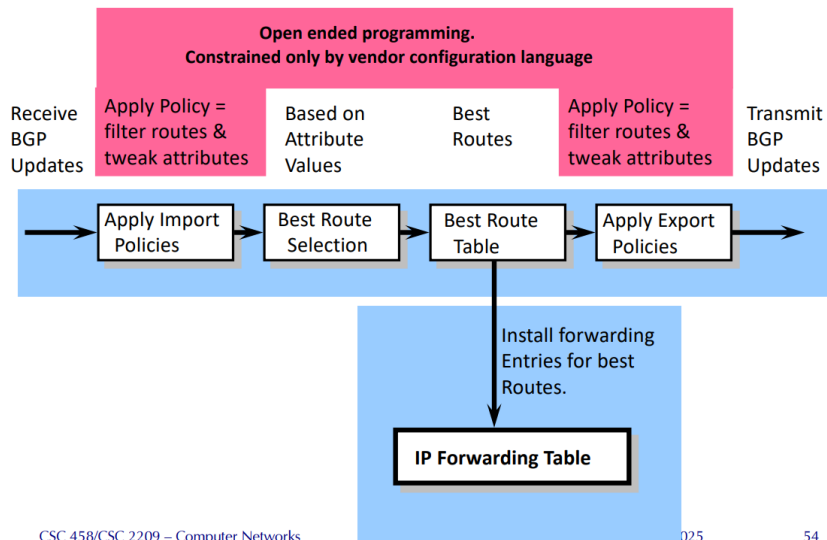 Open ended programming.
Constrained only by vendor configuration language
Receive
BGP
Updates
Apply Policy =
filter routes &
tweak attributes
Based on
Attribute
Values
Best
Routes
Apply Policy =
filter routes &
tweak attributes
Transmit
BGP
Updates
Apply Import
Policies
Best Route
Selection
Best Route
Table
Apply Export
Policies
Install forwarding
Entries for best
Routes.
IP Forwarding Table
CSC 458/CSC 2209 – Computer Networks
025
54